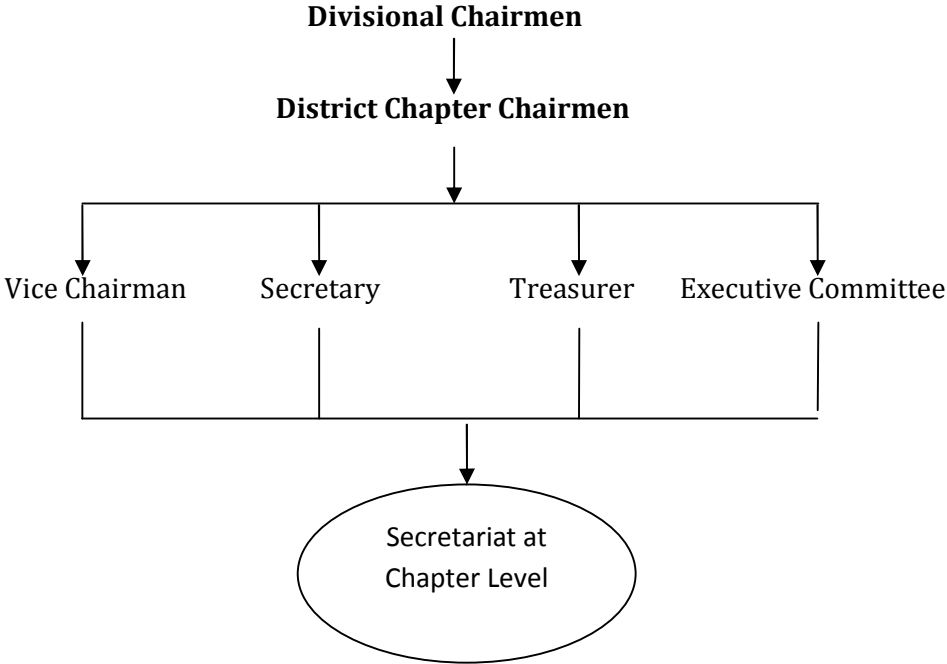 Divisional Chairmen
District Chapter Chairmen
Vice Chairman Secretary Treasurer Executive Committee
Secretariat at
Chapter Level